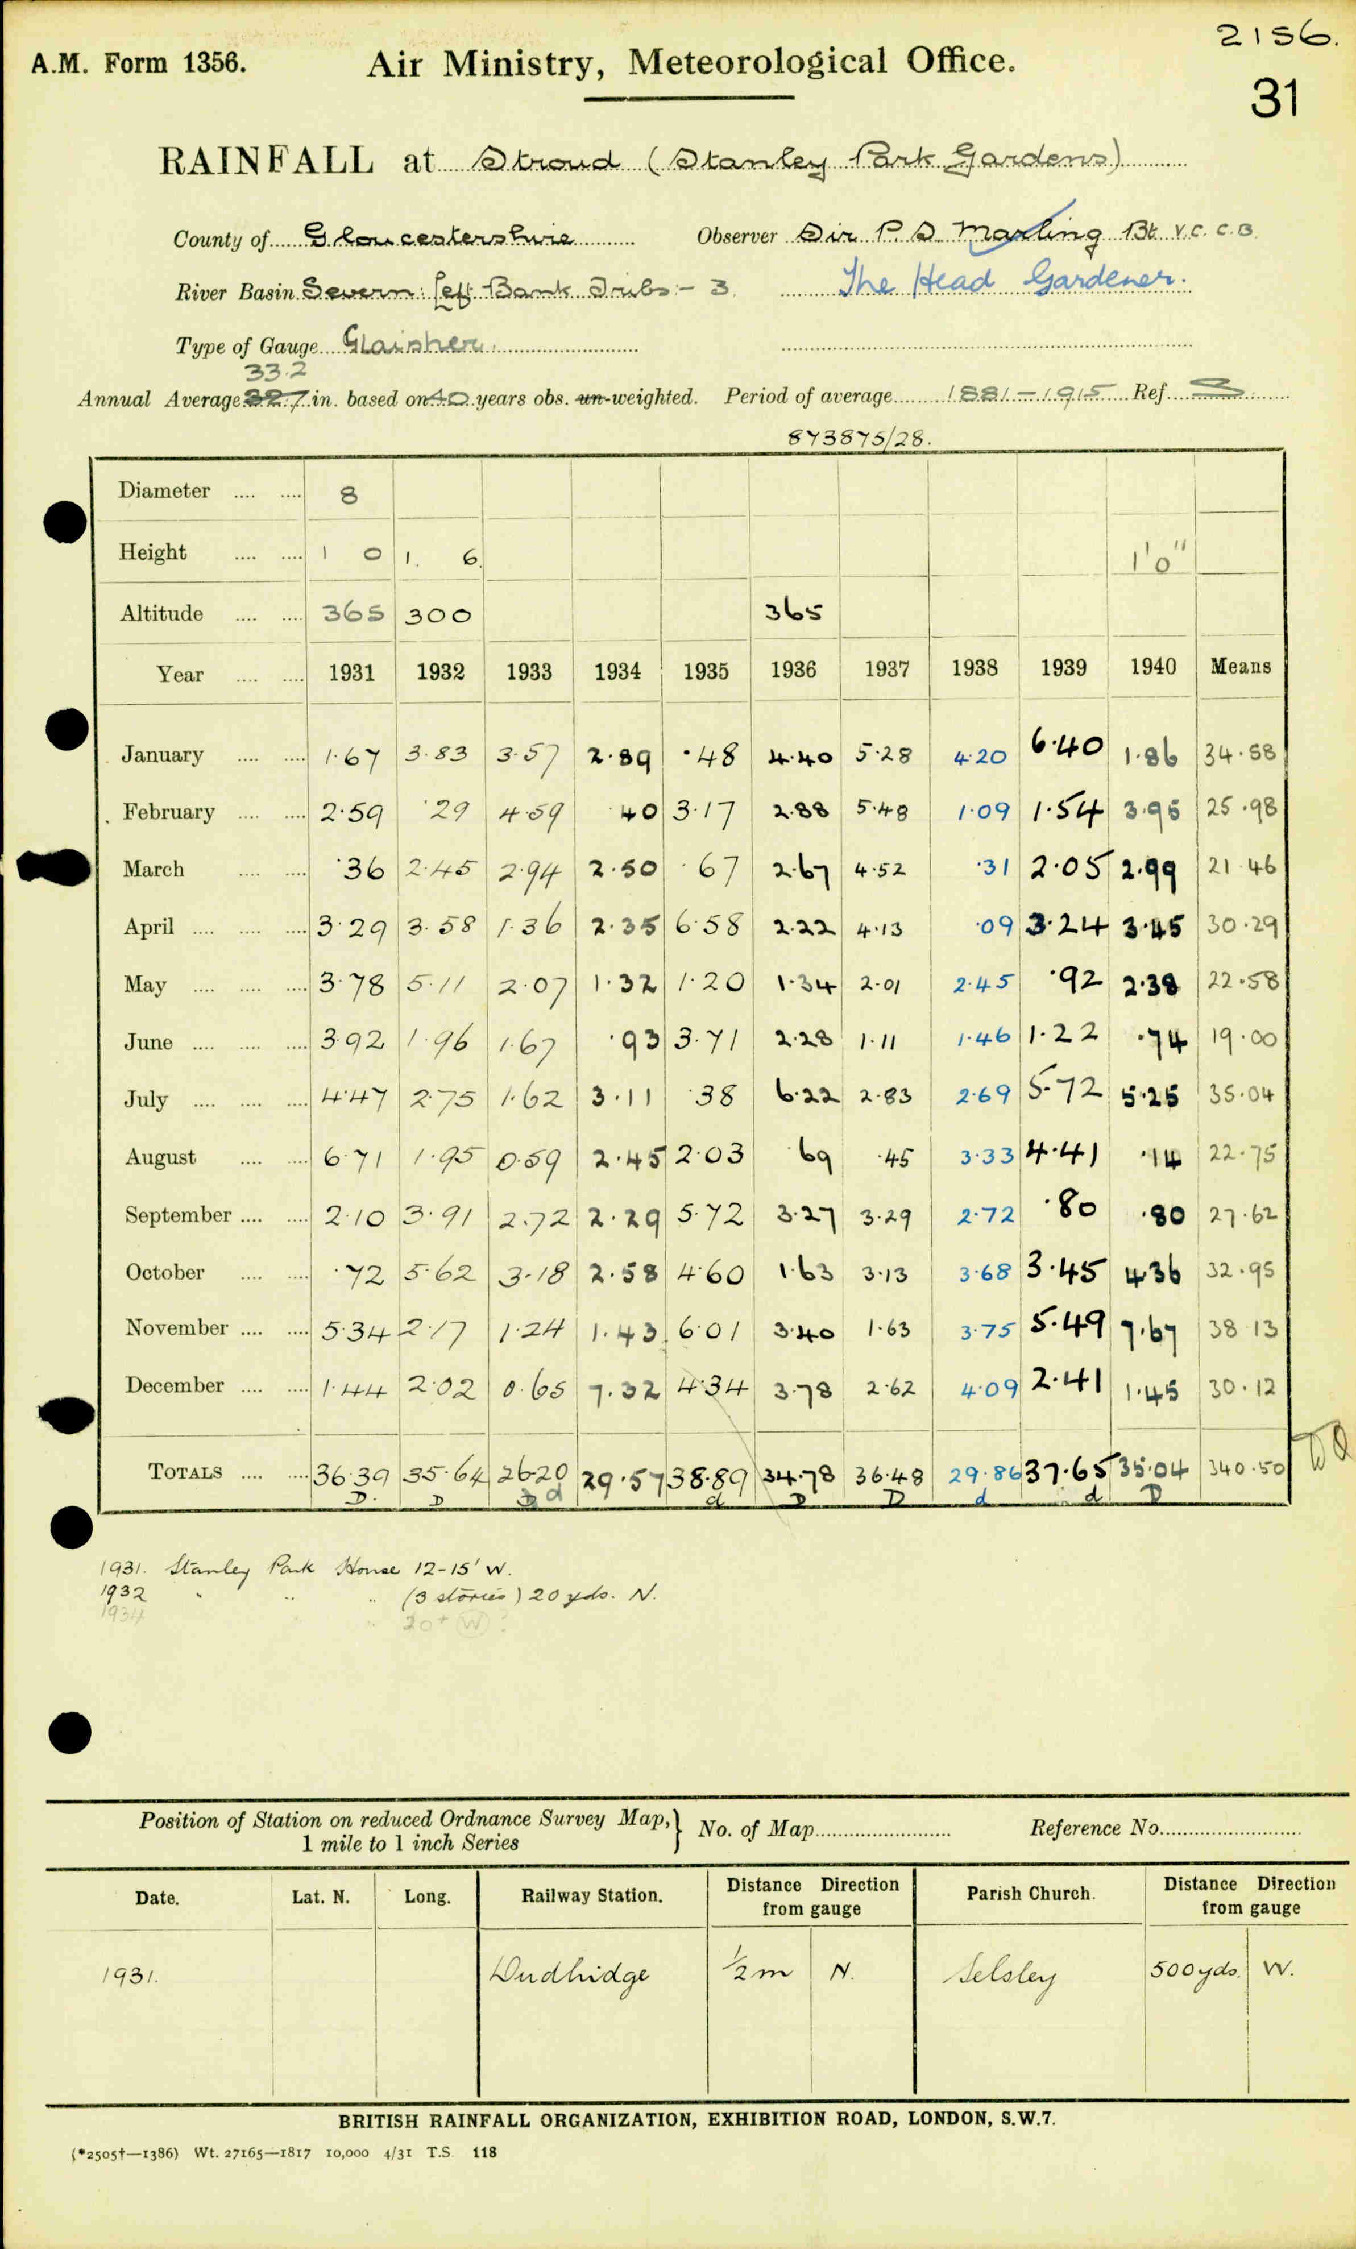 2156.
A.M. Form 1356. Air Ministry, Meteorological Office.
31
RAINFALL at Stroud (Stanley Park Gardens)
County of Gloucestershire Observer Sir P. S. Marling Bt. V.C. C.B.
River Basin Severn: Left Bank Tribs:- 3. The Head Gardener.
Type of Gauge Glaisher.
33.2
Annual Average 32.7 in. based on 40 years obs. un-weighted. Period of average 1881-1915 Ref. S
873875/28.
Diameter .... .... 8
Height .... .... 1 0 1. 6. 1'0"
Altitude .... .... 365 300 365
Year .... .... 1931 1932 1933 1934 1935 1936 1937 1938 1939 1940 Means
January .... .... 1.67 3.83 3.57 2.89 .48 4.40 5.28 4.20 6.40 1.86 34.58
February .... .... 2.59 .29 4.59 .40 3.17 2.88 5.48 1.09 1.54 3.95 25.98
March .... .... .36 2.45 2.94 2.50 .67 2.67 4.52 .31 2.05 2.99 21.46
April .... .... .... 3.29 3.58 1.36 2.35 6.58 2.22 4.13 .09 3.24 3.45 30.29
May .... .... .... 3.78 5.11 2.07 1.32 1.20 1.34 2.01 2.45 .92 2.38 22.58
June .... .... .... 3.92 1.96 1.67 .93 3.71 2.28 1.11 1.46 1.22 .74 19.00
July .... .... .... 4.47 2.75 1.62 3.11 .38 6.22 2.83 2.69 5.72 5.25 35.04
August .... .... 6.71 1.95 0.59 2.45 2.03 69 .45 3.33 4.41 .14 22.75
September .... .... 2.10 3.91 2.72 2.29 5.72 3.27 3.29 2.72 .80 .80 27.62
October .... .... .72 5.62 3.18 2.58 4.60 1.63 3.13 3.68 3.45 4.36 32.95
November .... .... 5.34 2.17 1.24 1.43 6.01 3.40 1.63 3.75 5.49 7.67 38.13
December .... .... 1.44 2.02 0.65 7.32 4.34 3.78 2.62 4.09 2.41 1.45 30.12
TOTALS .... .... 36.39 35.64 26.20 29.57 38.89 34.78 36.48 29.86 37.65 35.04 340.50
D. D d d D D d d D
1931. Stanley Park House 12-15' W.
1932 " " " (3 stories) 20 yds. N.
1934 " 20+ W ?
Position of Station on reduced Ordnance Survey Map, } No. of Map Reference No.
1 mile to 1 inch Series
Date. Lat. N. Long. Railway Station. Distance Direction from gauge Parish Church. Distance Direction from gauge
1931. Dudbridge ½m N. Selsley 500yds. W.
BRITISH RAINFALL ORGANIZATION, EXHIBITION ROAD, LONDON, S.W.7.
(*2505†—1386) Wt. 27165—1817 10,000 4/31 T.S. 118